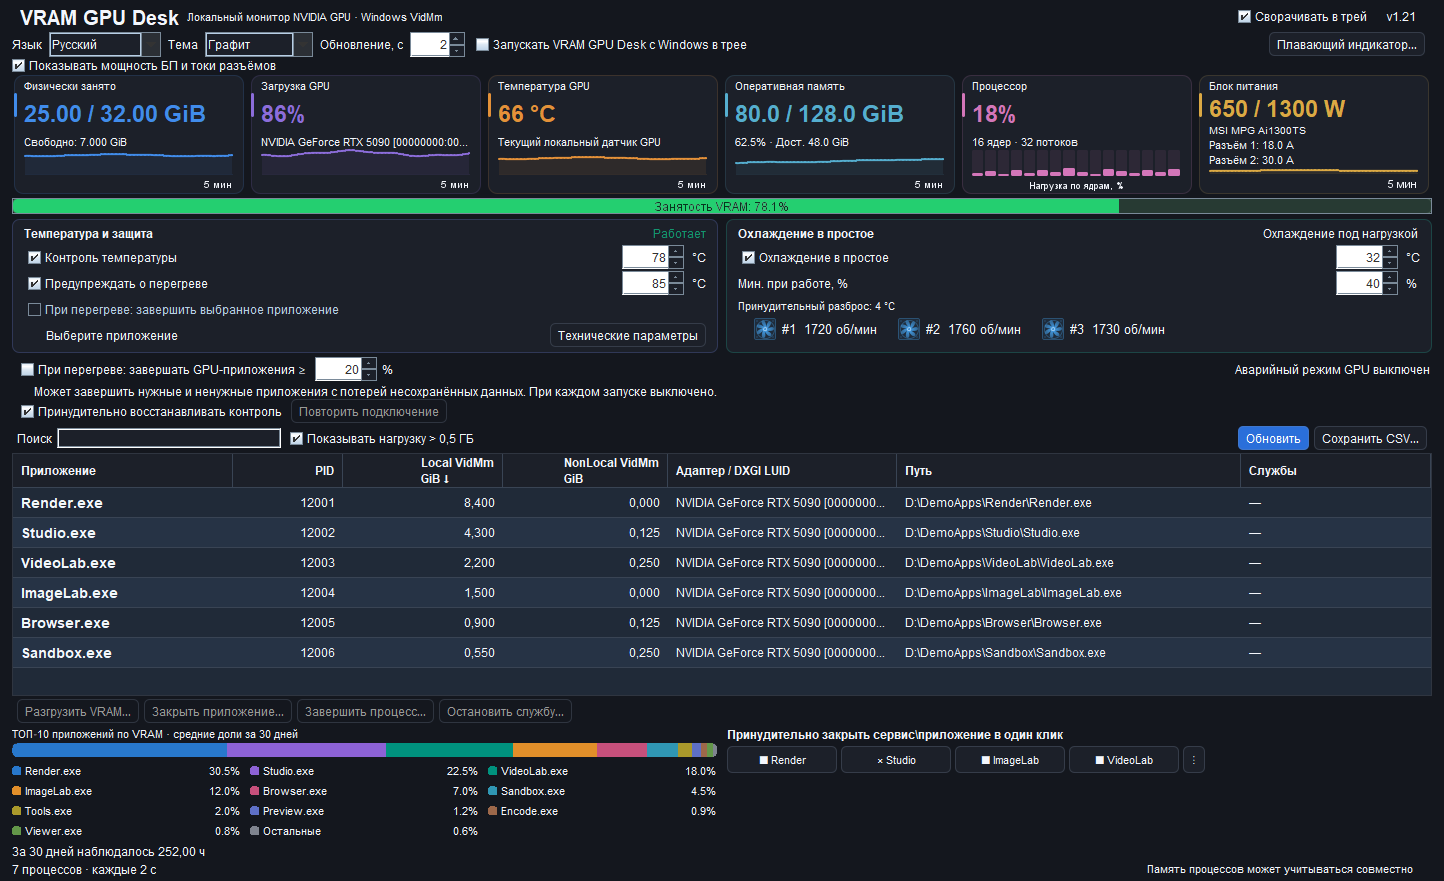 VRAM GPU Desk Локальный монитор NVIDIA GPU · Windows VidMm
Сворачивать в трей v1.21
Язык Русский Тема Графит Обновление, с 2 Запускать VRAM GPU Desk с Windows в трее
Плавающий индикатор...
Показывать мощность БП и токи разъёмов
Физически занято
25.00 / 32.00 GiB
Свободно: 7.000 GiB
5 мин
Загрузка GPU
86%
NVIDIA GeForce RTX 5090 [00000000:00...
5 мин
Температура GPU
66 °C
Текущий локальный датчик GPU
5 мин
Оперативная память
80.0 / 128.0 GiB
62.5% · Дост. 48.0 GiB
5 мин
Процессор
18%
16 ядер · 32 потоков
Нагрузка по ядрам, %
Блок питания
650 / 1300 W
MSI MPG Ai1300TS
Разъём 1: 18.0 A
Разъём 2: 30.0 A
5 мин
Занятость VRAM: 78.1%
Температура и защита Работает
Контроль температуры 78 °C
Предупреждать о перегреве 85 °C
При перегреве: завершить выбранное приложение
Выберите приложение Технические параметры
Охлаждение в простое Охлаждение под нагрузкой
Охлаждение в простое 32 °C
Мин. при работе, % 40 %
Принудительный разброс: 4 °C
#1 1720 об/мин #2 1760 об/мин #3 1730 об/мин
При перегреве: завершать GPU-приложения ≥ 20 %
Аварийный режим GPU выключен
Может завершить нужные и ненужные приложения с потерей несохранённых данных. При каждом запуске выключено.
Принудительно восстанавливать контроль Повторить подключение
Поиск Показывать нагрузку > 0,5 ГБ Обновить Сохранить CSV...
Приложение PID Local VidMm GiB ↓ NonLocal VidMm GiB Адаптер / DXGI LUID Путь Службы
Render.exe 12001 8,400 0,000 NVIDIA GeForce RTX 5090 [0000000... D:\DemoApps\Render\Render.exe —
Studio.exe 12002 4,300 0,125 NVIDIA GeForce RTX 5090 [0000000... D:\DemoApps\Studio\Studio.exe —
VideoLab.exe 12003 2,200 0,250 NVIDIA GeForce RTX 5090 [0000000... D:\DemoApps\VideoLab\VideoLab.exe —
ImageLab.exe 12004 1,500 0,000 NVIDIA GeForce RTX 5090 [0000000... D:\DemoApps\ImageLab\ImageLab.exe —
Browser.exe 12005 0,900 0,125 NVIDIA GeForce RTX 5090 [0000000... D:\DemoApps\Browser\Browser.exe —
Sandbox.exe 12006 0,550 0,250 NVIDIA GeForce RTX 5090 [0000000... D:\DemoApps\Sandbox\Sandbox.exe —
Разгрузить VRAM... Закрыть приложение... Завершить процесс... Остановить службу...
ТОП-10 приложений по VRAM · средние доли за 30 дней
Render.exe 30.5% Studio.exe 22.5% VideoLab.exe 18.0%
ImageLab.exe 12.0% Browser.exe 7.0% Sandbox.exe 4.5%
Tools.exe 2.0% Preview.exe 1.2% Encode.exe 0.9%
Viewer.exe 0.8% Остальные 0.6%
Принудительно закрыть сервис\приложение в один клик
Render × Studio ImageLab VideoLab ⋮
За 30 дней наблюдалось 252,00 ч
7 процессов · каждые 2 с
Память процессов может учитываться совместно